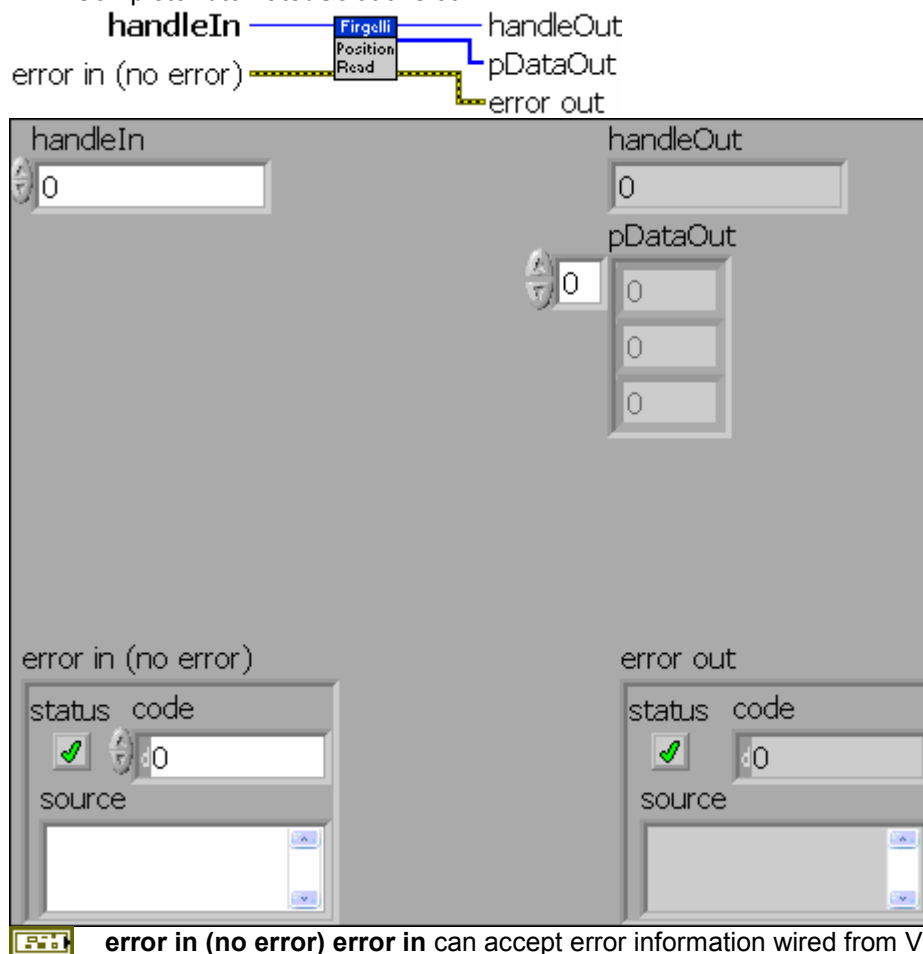 handleIn Firgelli handleOut
Position
Read
pDataOut
error in (no error)
error out
handleIn handleOut
0 0
pDataOut
0 0
0
0
error in (no error) error out
status code status code
d0 d0
source source
error in (no error) error in can accept error information wired from V